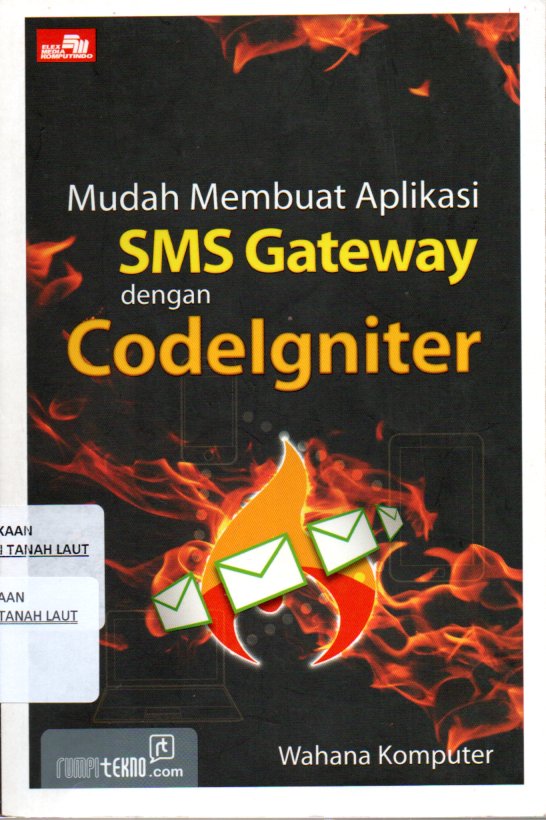 ELEX
MEDIA
KOMPUTINDO
Mudah Membuat Aplikasi
SMS Gateway
dengan
CodeIgniter
KAAN
TANAH LAUT
AAN
TANAH LAUT
rt
rumpitekno.com
Wahana Komputer